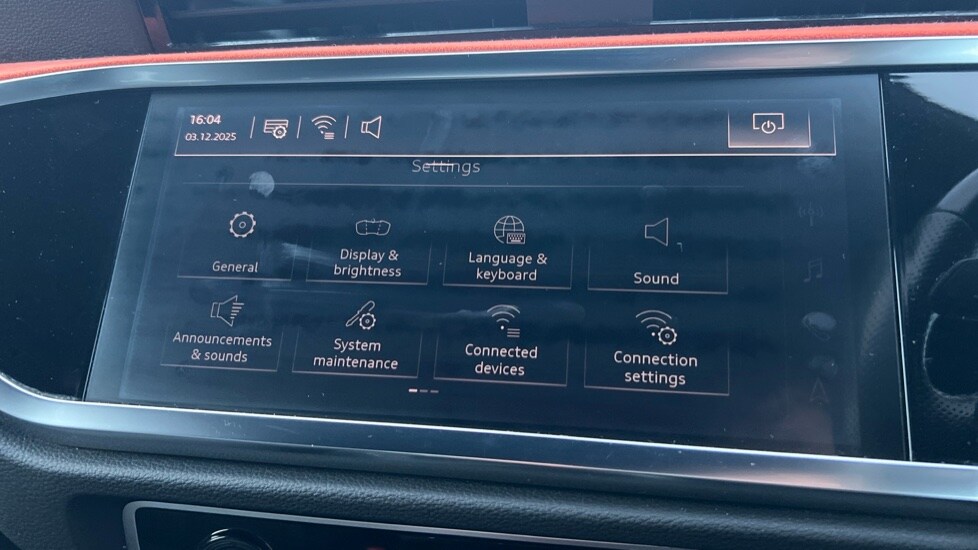 16:04
03.12.2025
Settings
General
Display &
brightness
Language &
keyboard
Sound
Announcements
& sounds
System
maintenance
Connected
devices
Connection
settings